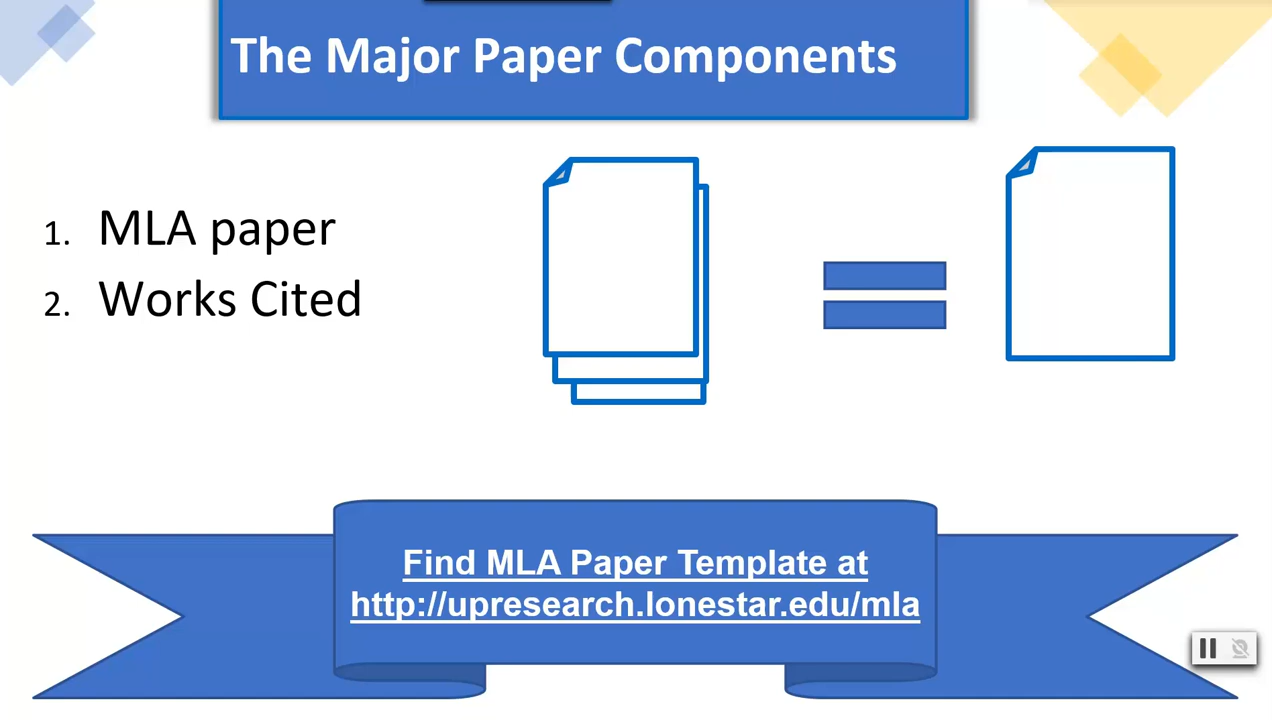 The Major Paper Components
1. MLA paper
2. Works Cited
Find MLA Paper Template at
http://upresearch.lonestar.edu/mla